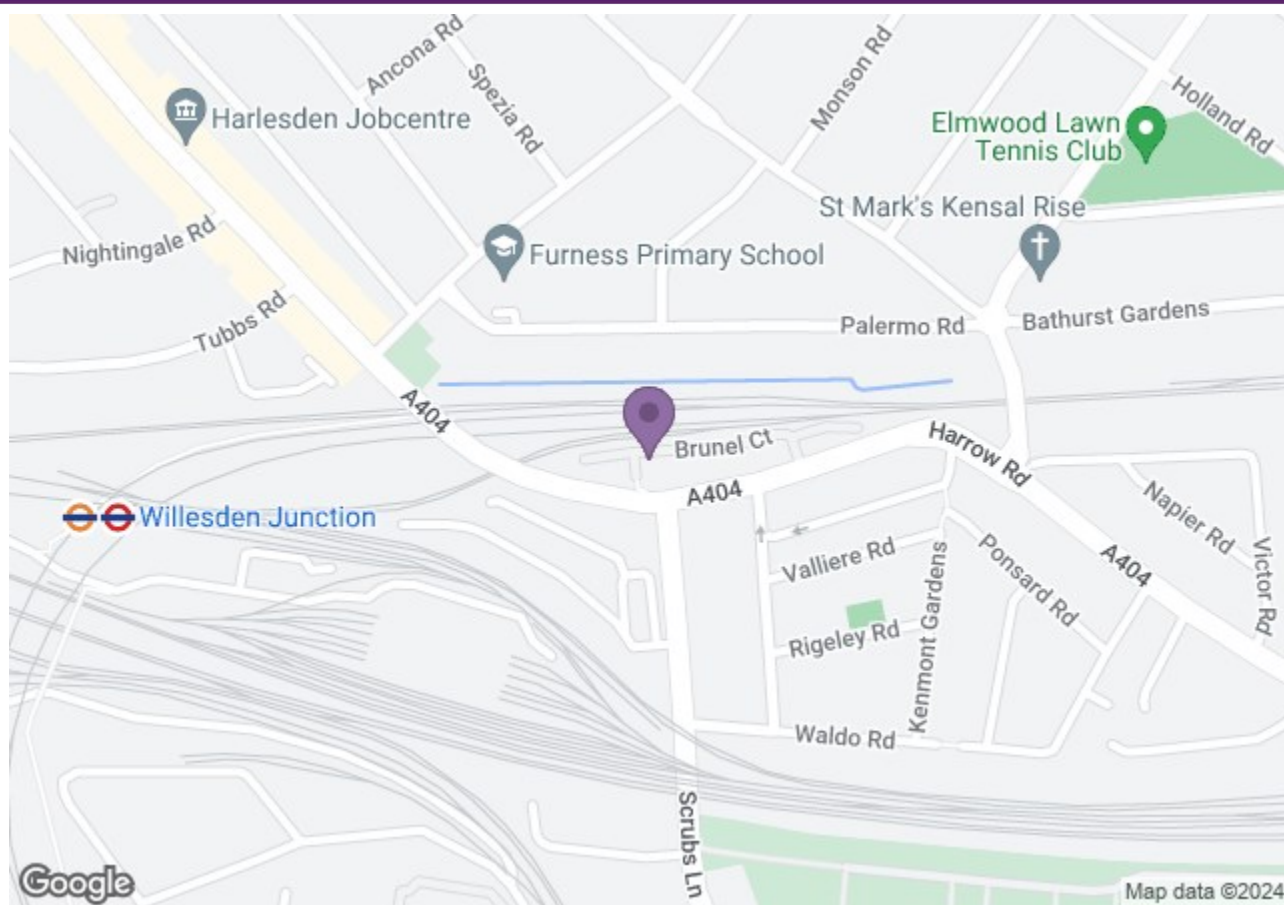 Ancona Rd
Spezia Rd
Monson Rd
Holland Rd
Harlesden Jobcentre
Elmwood Lawn
Tennis Club
St Mark's Kensal Rise
Nightingale Rd
Furness Primary School
Tubbs Rd
Palermo Rd
Bathurst Gardens
A404
Brunel Ct
Harrow Rd
A404
Willesden Junction
Napier Rd
Valliere Rd
Ponsard Rd
A404
Victor Rd
Rigeley Rd
Kenmont Gardens
Waldo Rd
Scrubs Ln
Google
Map data ©2024